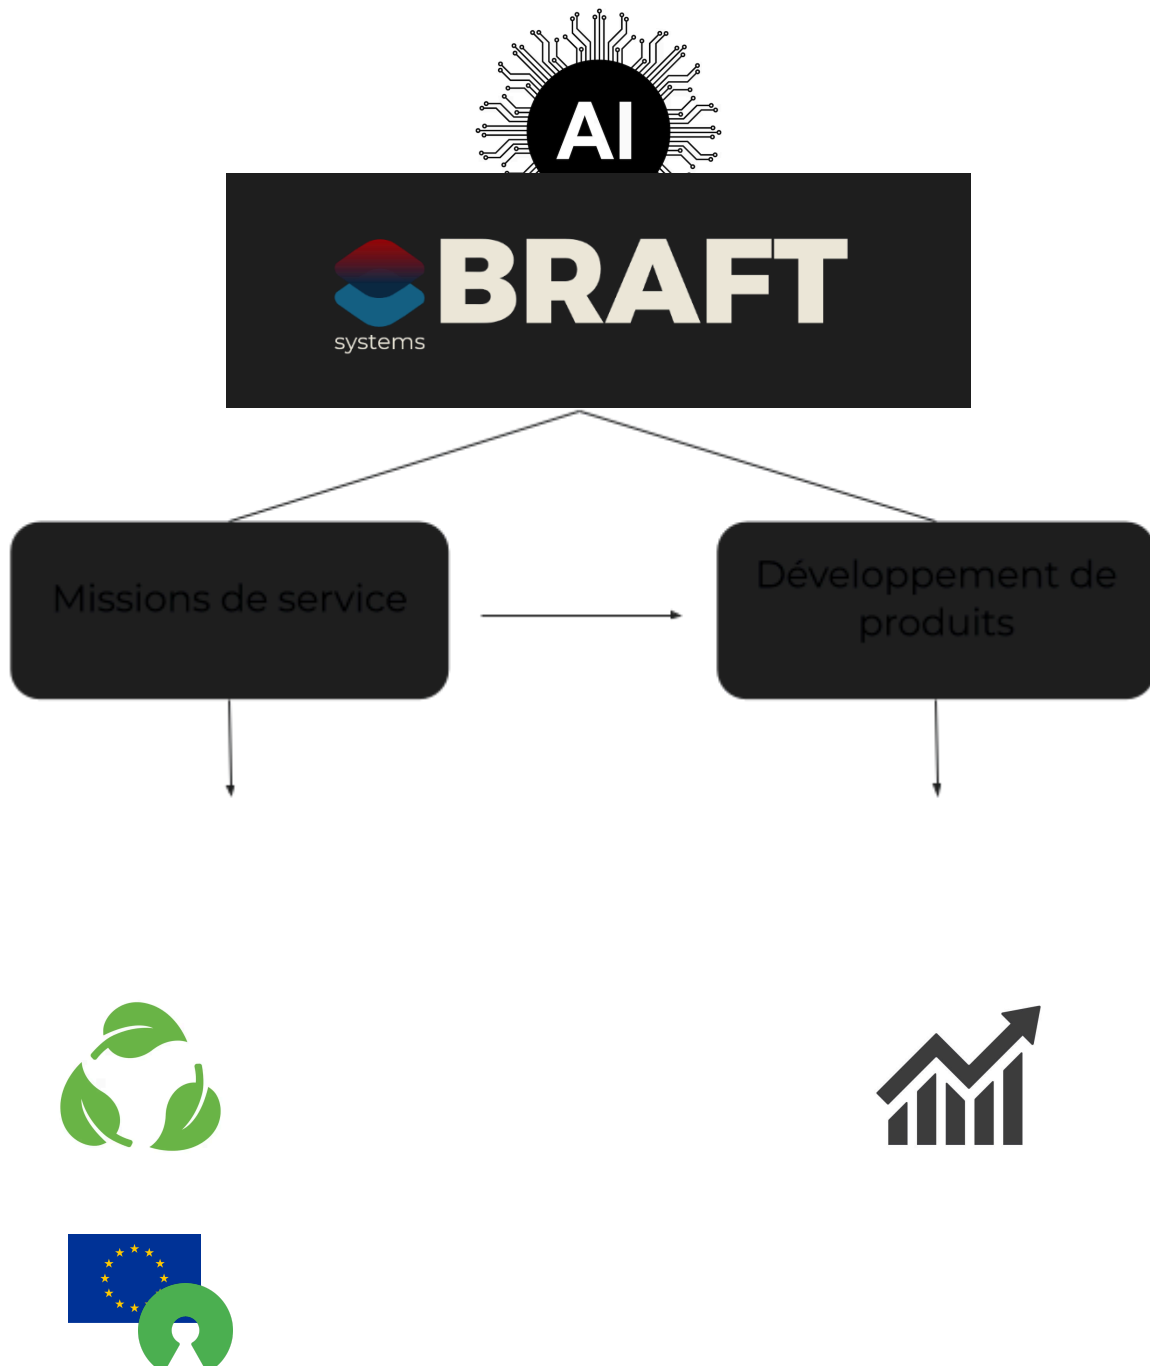 AI
BRAFT
systems
Missions de service
Développement de
produits